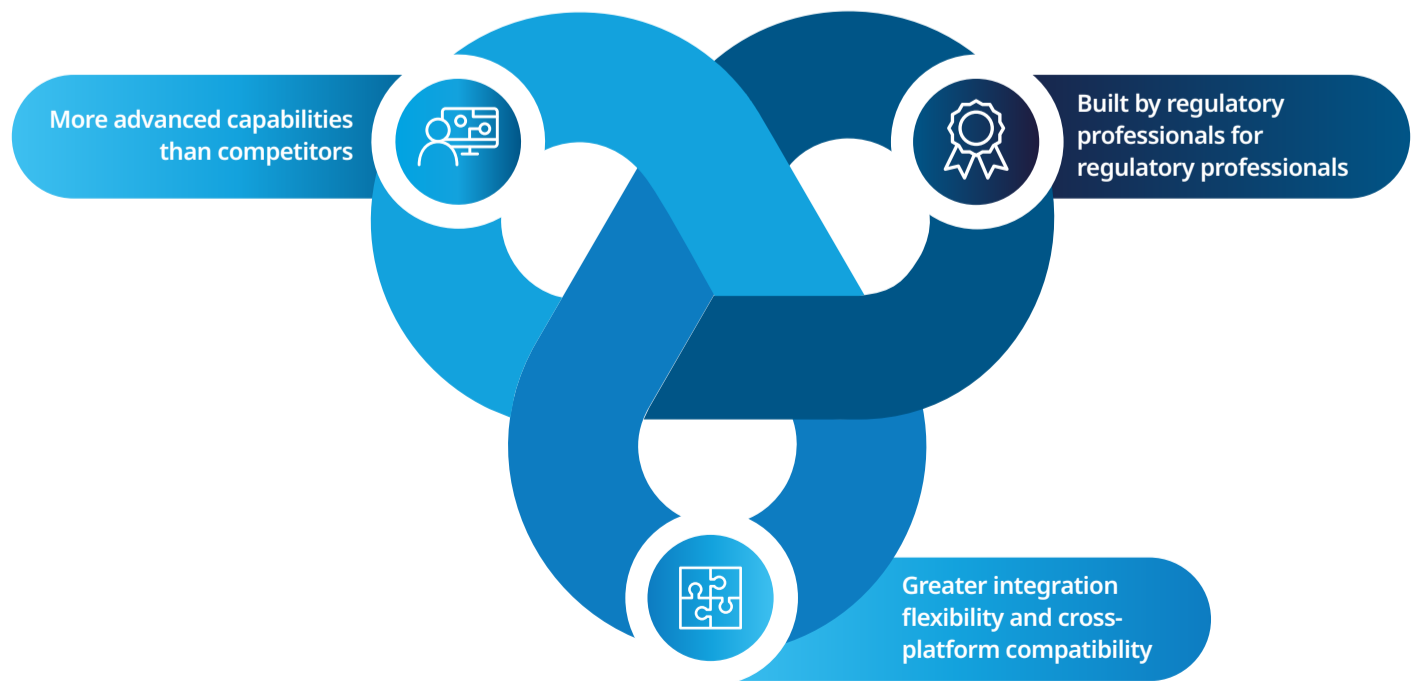 More advanced capabilities
than competitors
Built by regulatory
professionals for
regulatory professionals
Greater integration
flexibility and cross-
platform compatibility